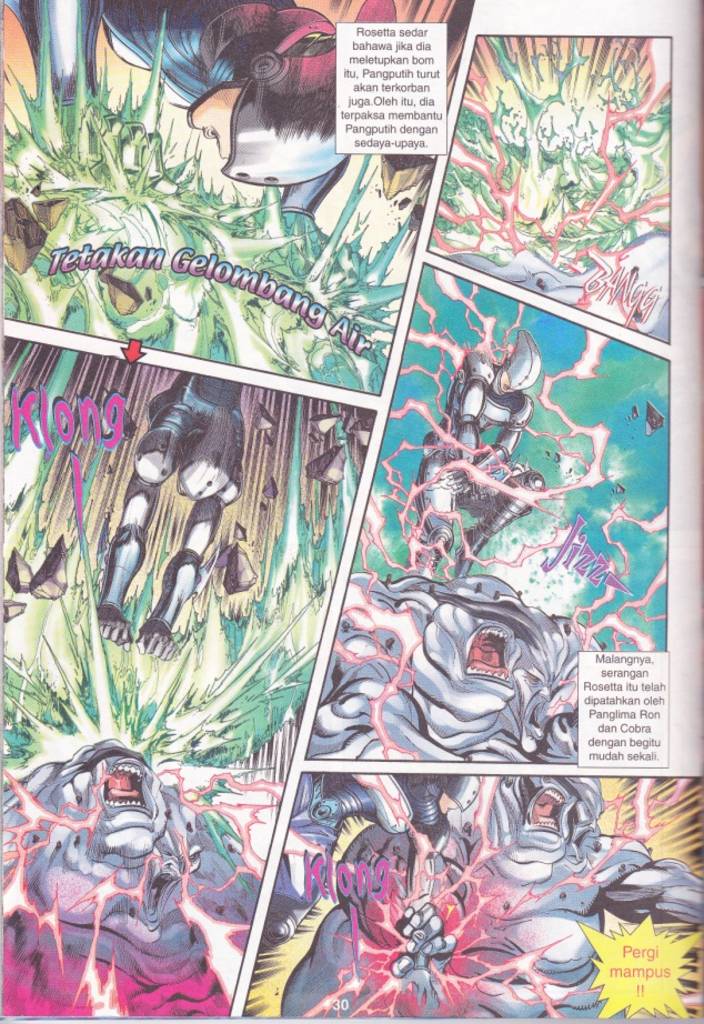 Rosetta sedar
bahawa jika dia
meletupkan bom
itu, Pangputih turut
akan terkorban
juga.Oleh itu, dia
terpaksa membantu
Pangputih dengan
sedaya-upaya.
Tetakan Gelombang Air
BANGG
Klong
!
Jizzz
Malangnya,
serangan
Rosetta itu telah
dipatahkan oleh
Panglima Ron
dan Cobra
dengan begitu
mudah sekali.
Klong
!
Pergi
mampus
!!
30